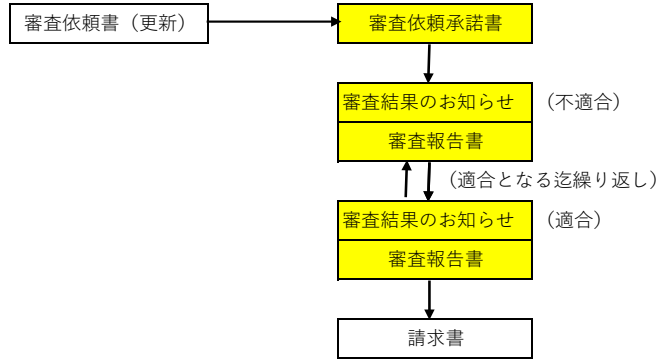 審査依頼書（更新）
審査依頼承諾書
審査結果のお知らせ
（不適合）
審査報告書
（適合となる迄繰り返し）
審査結果のお知らせ
（適合）
審査報告書
請求書